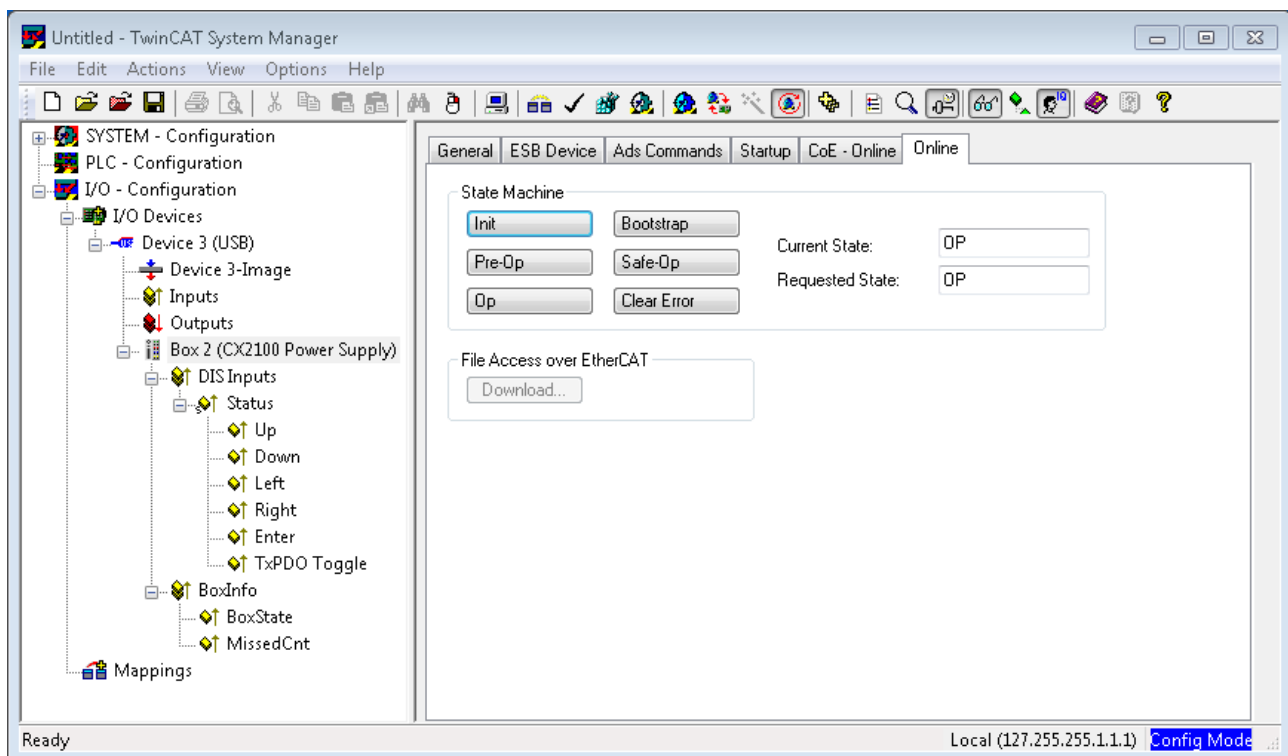 Untitled - TwinCAT System Manager
File Edit Actions View Options Help
SYSTEM - Configuration
PLC - Configuration
I/O - Configuration
I/O Devices
Device 3 (USB)
Device 3-Image
Inputs
Outputs
Box 2 (CX2100 Power Supply)
DIS Inputs
Status
Up
Down
Left
Right
Enter
TxPDO Toggle
BoxInfo
BoxState
MissedCnt
Mappings
General ESB Device Ads Commands Startup CoE - Online Online
State Machine
Init Bootstrap
Pre-Op Safe-Op
Op Clear Error
Current State: OP
Requested State: OP
File Access over EtherCAT
Download...
Ready Local (127.255.255.1.1.1) Config Mode